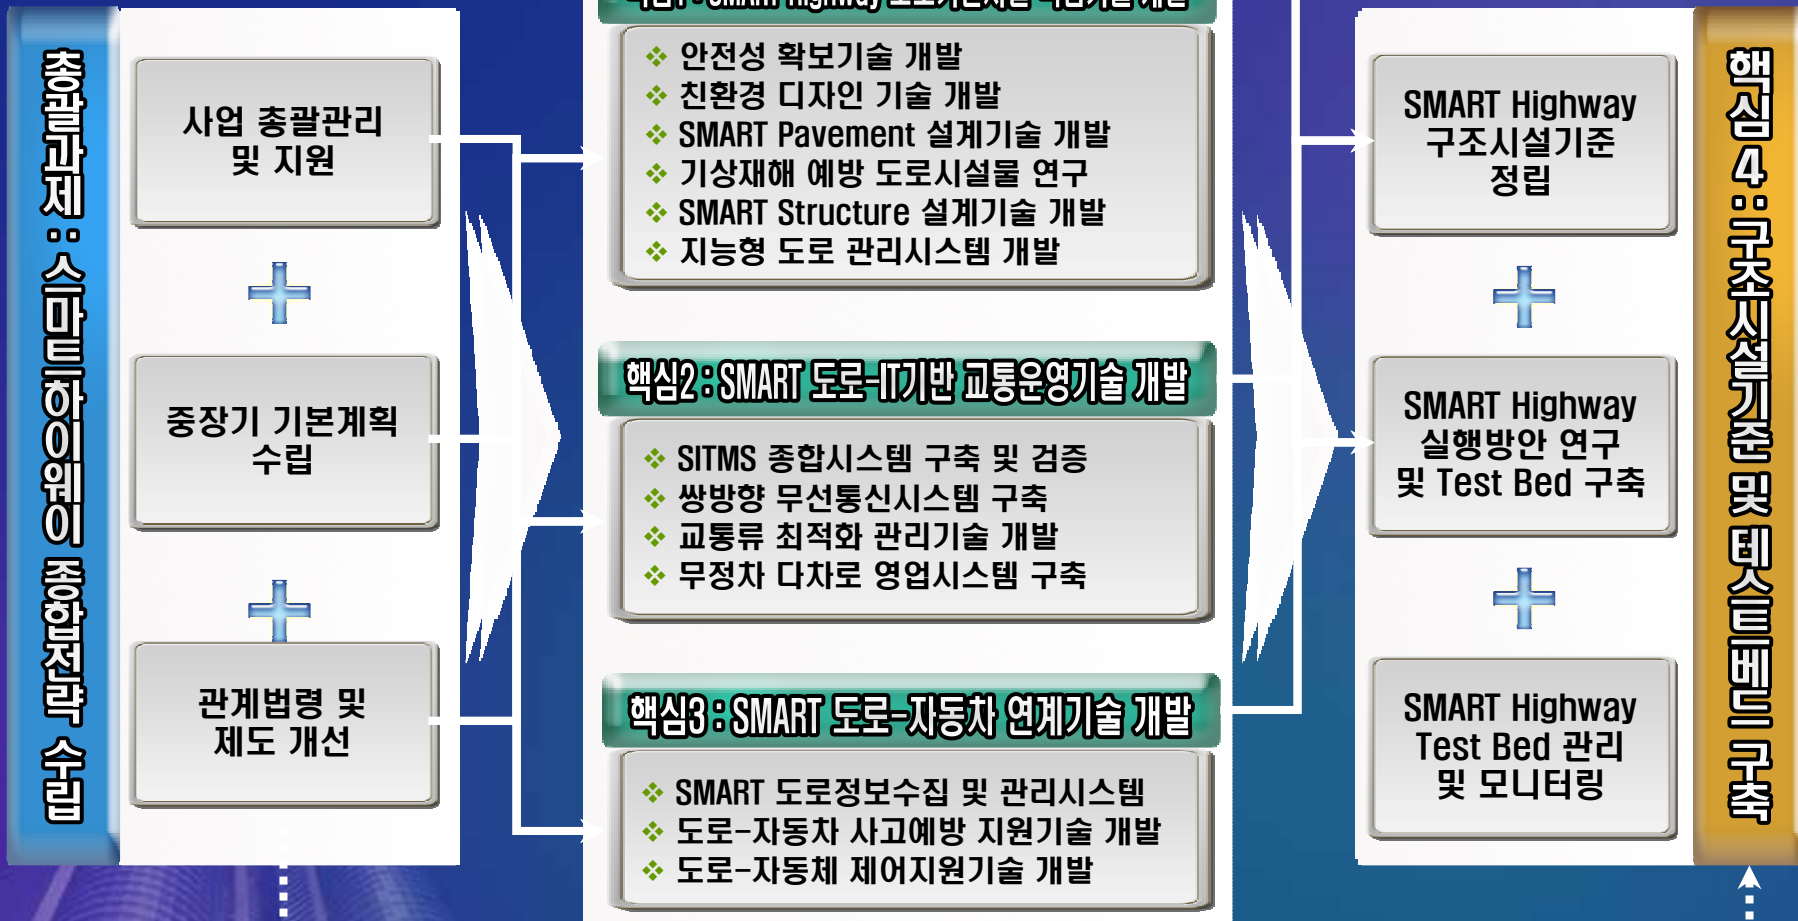 총괄과제 : 스마트하이웨이 종합전략 수립
사업 총괄관리
및 지원
중장기 기본계획
수립
관계법령 및
제도 개선
안전성 확보기술 개발
친환경 디자인 기술 개발
SMART Pavement 설계기술 개발
기상재해 예방 도로시설물 연구
SMART Structure 설계기술 개발
지능형 도로 관리시스템 개발
핵심2 : SMART 도로-IT기반 교통운영기술 개발
SITMS 종합시스템 구축 및 검증
쌍방향 무선통신시스템 구축
교통류 최적화 관리기술 개발
무정차 다차로 영업시스템 구축
핵심3 : SMART 도로-자동차 연계기술 개발
SMART 도로정보수집 및 관리시스템
도로-자동차 사고예방 지원기술 개발
도로-자동체 제어지원기술 개발
SMART Highway
구조시설기준
정립
SMART Highway
실행방안 연구
및 Test Bed 구축
SMART Highway
Test Bed 관리
및 모니터링
핵심4 : 구조시설기준 및 테스트베드 구축